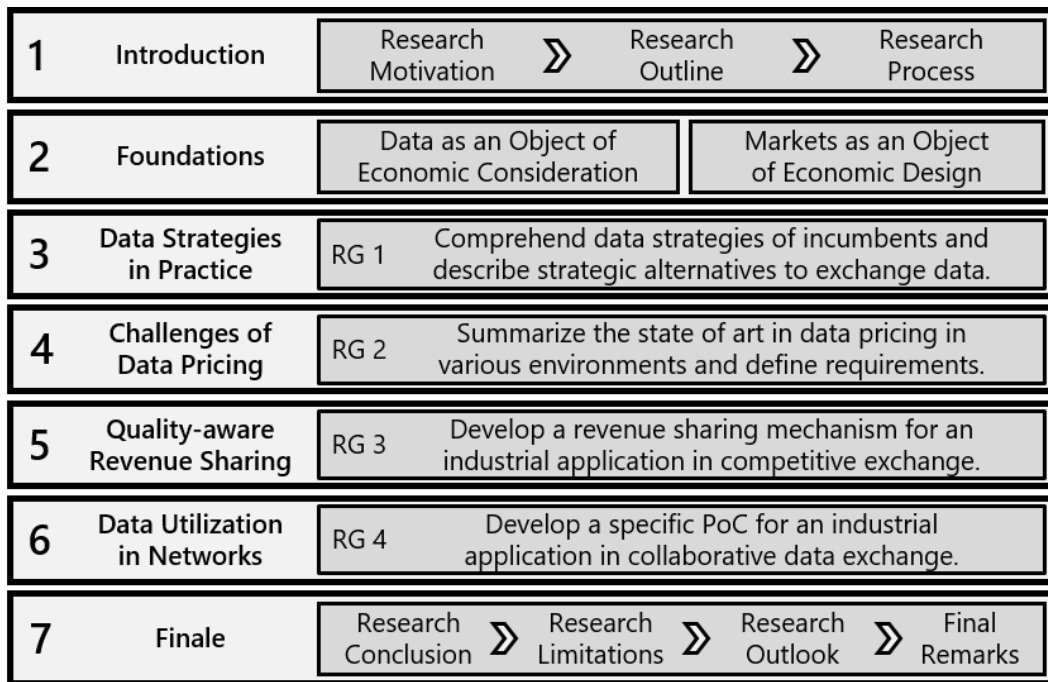 1
Introduction
Research
Motivation
Research
Outline
Research
Process
2
Foundations
Data as an Object of
Economic Consideration
Markets as an Object
of Economic Design
3
Data Strategies
in Practice
RG 1
Comprehend data strategies of incumbents and
describe strategic alternatives to exchange data.
4
Challenges of
Data Pricing
RG 2
Summarize the state of art in data pricing in
various environments and define requirements.
5
Quality-aware
Revenue Sharing
RG 3
Develop a revenue sharing mechanism for an
industrial application in competitive exchange.
6
Data Utilization
in Networks
RG 4
Develop a specific PoC for an industrial
application in collaborative data exchange.
7
Finale
Research
Conclusion
Research
Limitations
Research
Outlook
Final
Remarks